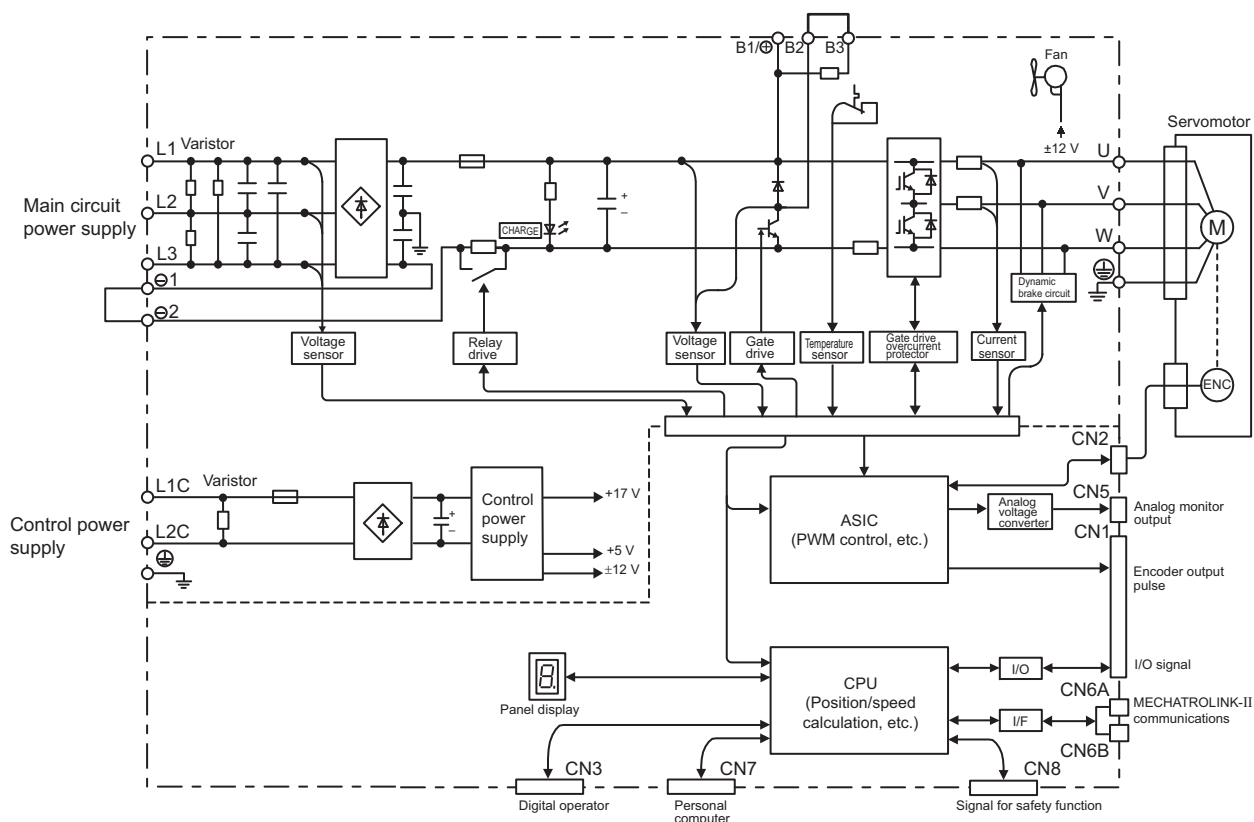 B1/⊕ B2 B3
Fan
±12 V
Servomotor
L1 Varistor
U
Main circuit
power supply
L2
V
CHARGE
+
–
W
M
L3
⊖1
⊖2
Dynamic
brake circuit
Voltage
sensor
Relay
drive
Voltage
sensor
Gate
drive
Temperature
sensor
Gate drive
overcurrent
protector
Current
sensor
ENC
CN2
L1C Varistor
Control power
supply
L2C
+
–
Control
power
supply
+17 V
+5 V
±12 V
ASIC
(PWM control, etc.)
Analog
voltage
converter
CN5
Analog monitor
output
CN1
Encoder output
pulse
Panel display
8.
CPU
(Position/speed
calculation, etc.)
I/O
I/O signal
CN6A
I/F
MECHATROLINK-II
communications
CN6B
CN3
Digital operator
CN7
Personal
computer
CN8
Signal for safety function